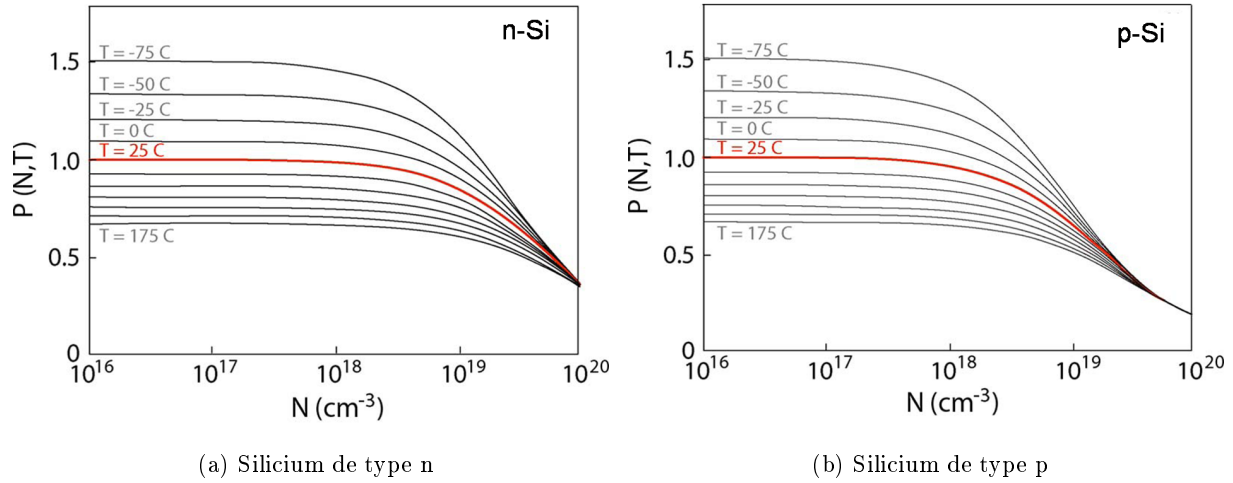 n-Si
T = -75 C
T = -50 C
T = -25 C
T = 0 C
T = 25 C
T = 175 C
1.5
1.0
0.5
0
P (N,T)
10^16
10^17
10^18
10^19
10^20
N (cm^-3)
(a) Silicium de type n
p-Si
T = -75 C
T = -50 C
T = -25 C
T = 0 C
T = 25 C
T = 175 C
1.5
1.0
0.5
0
P (N,T)
10^16
10^17
10^18
10^19
10^20
N (cm^-3)
(b) Silicium de type p